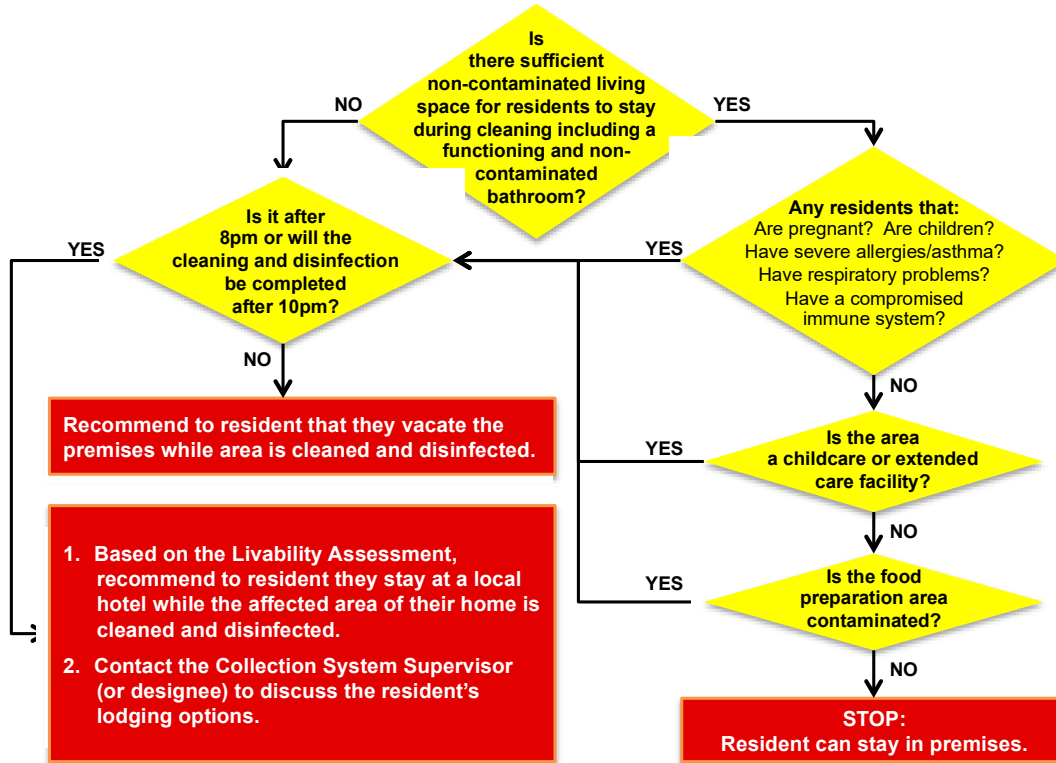 Is
there sufficient
non-contaminated living
space for residents to stay
during cleaning including a
functioning and non-
contaminated
bathroom?
NO
YES
Is it after
8pm or will the
cleaning and disinfection
be completed
after 10pm?
YES
NO
Any residents that:
Are pregnant? Are children?
Have severe allergies/asthma?
Have respiratory problems?
Have a compromised
immune system?
YES
NO
Recommend to resident that they vacate the
premises while area is cleaned and disinfected.
Is the area
a childcare or extended
care facility?
YES
NO
1. Based on the Livability Assessment,
recommend to resident they stay at a local
hotel while the affected area of their home is
cleaned and disinfected.
2. Contact the Collection System Supervisor
(or designee) to discuss the resident's
lodging options.
Is the food
preparation area
contaminated?
YES
NO
STOP:
Resident can stay in premises.